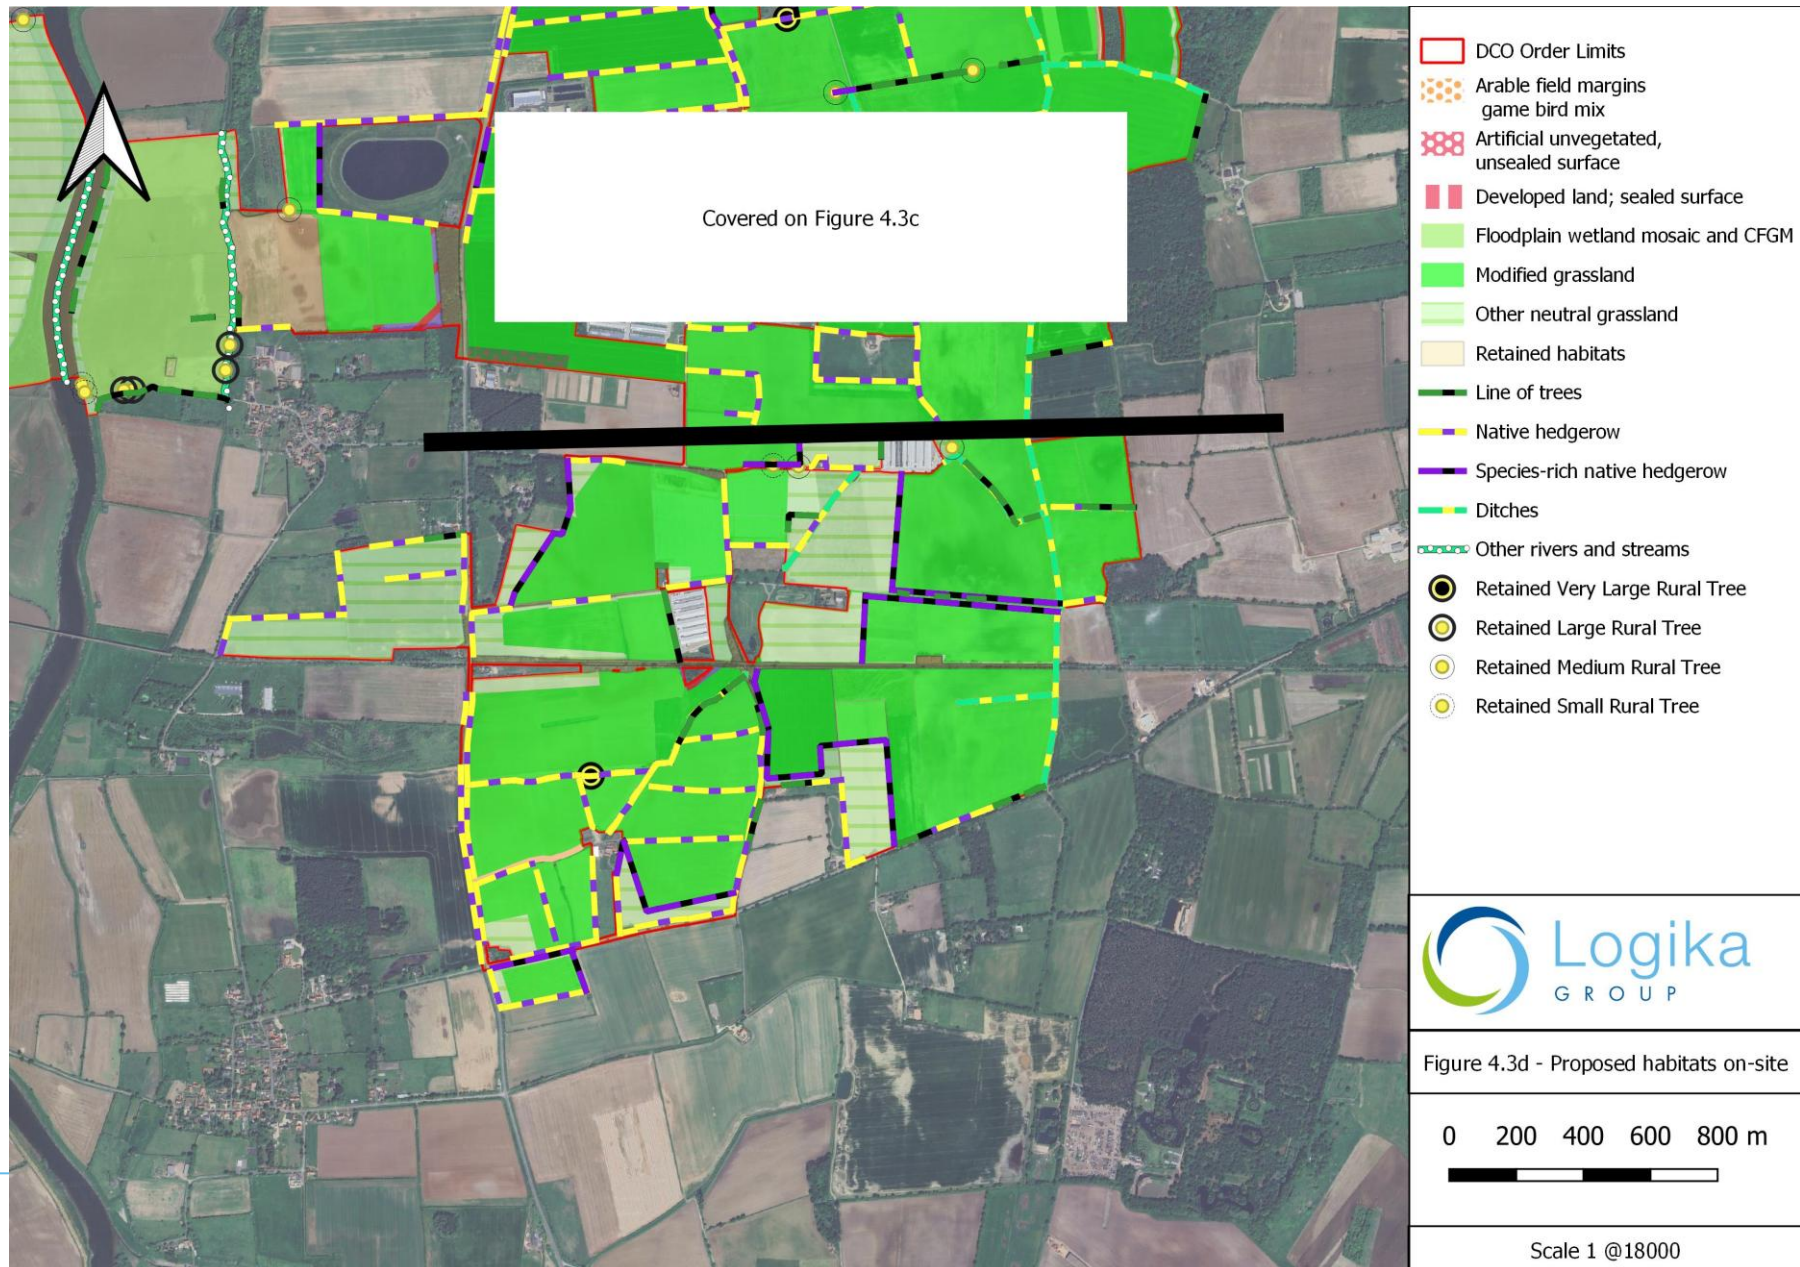 Covered on Figure 4.3c
DCO Order Limits
Arable field margins
game bird mix
Artificial unvegetated,
unsealed surface
Developed land; sealed surface
Floodplain wetland mosaic and CFGM
Modified grassland
Other neutral grassland
Retained habitats
Line of trees
Native hedgerow
Species-rich native hedgerow
Ditches
Other rivers and streams
Retained Very Large Rural Tree
Retained Large Rural Tree
Retained Medium Rural Tree
Retained Small Rural Tree
Logika
GROUP
Figure 4.3d - Proposed habitats on-site
0 200 400 600 800 m
Scale 1 @18000